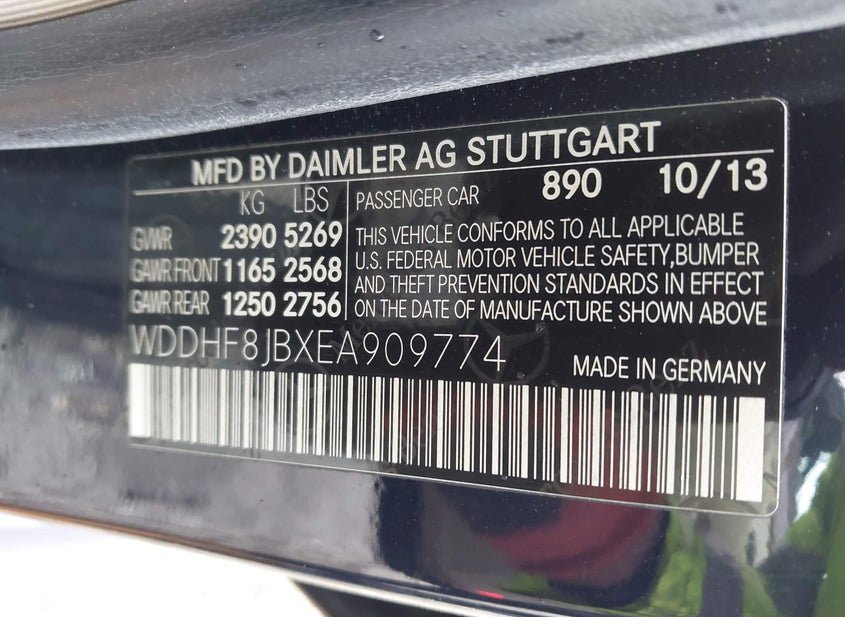 MFD BY DAIMLER AG STUTTGART
KG LBS
GVWR 2390 5269
GAWR FRONT 1165 2568
GAWR REAR 1250 2756
PASSENGER CAR 890 10/13
THIS VEHICLE CONFORMS TO ALL APPLICABLE
U.S. FEDERAL MOTOR VEHICLE SAFETY,BUMPER
AND THEFT PREVENTION STANDARDS IN EFFECT
ON THE DATE OF MANUFACTURE SHOWN ABOVE
WDDHF8JBXEA909774
MADE IN GERMANY